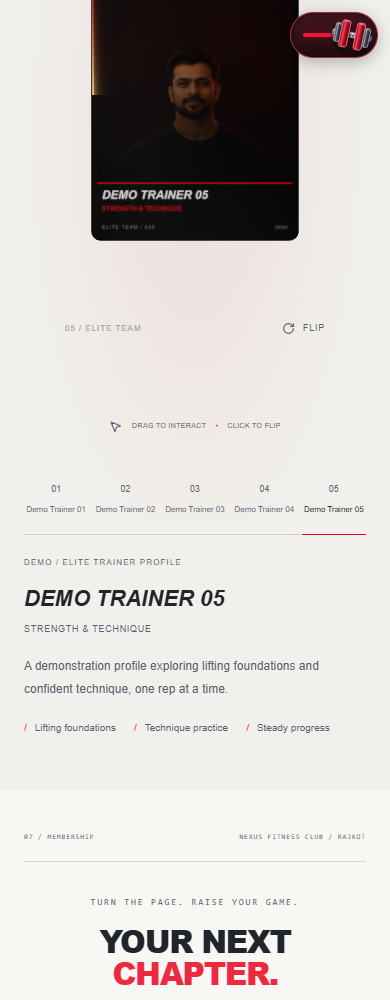 DEMO TRAINER 05
STRENGTH & TECHNIQUE
ELITE TEAM / 005 DEMO
05 / ELITE TEAM FLIP
DRAG TO INTERACT • CLICK TO FLIP
01 02 03 04 05
Demo Trainer 01 Demo Trainer 02 Demo Trainer 03 Demo Trainer 04 Demo Trainer 05
DEMO / ELITE TRAINER PROFILE
DEMO TRAINER 05
STRENGTH & TECHNIQUE
A demonstration profile exploring lifting foundations and
confident technique, one rep at a time.
/ Lifting foundations / Technique practice / Steady progress
07 / MEMBERSHIP NEXUS FITNESS CLUB / RAJKOT
TURN THE PAGE. RAISE YOUR GAME.
YOUR NEXT
CHAPTER.